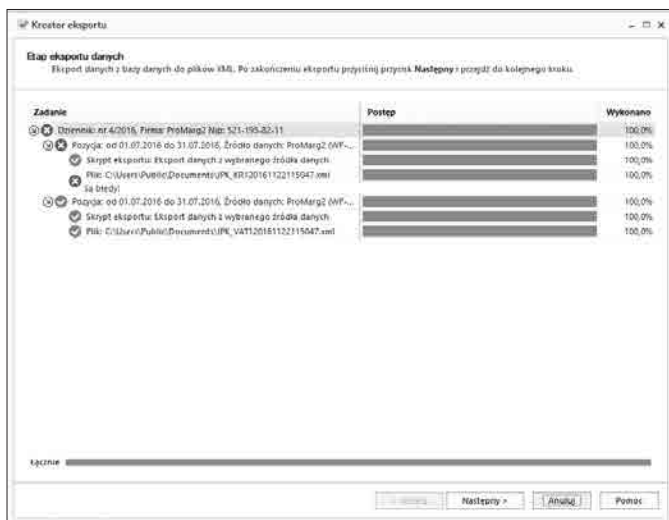 Kreator eksportu
Etap eksportu danych
Eksport danych z bazy danych do plików XML. Po zakończeniu eksportu przyciśnij przycisk Następny i przejdź do kolejnego kroku.
Zadanie Postęp Wykonano
Dziennik: nr 4/2016, Firma: ProMarg2 Nip: 521-195-82-11 100,0%
Pozycja: od 01.07.2016 do 31.07.2016, Źródło danych: ProMarg2 (WF-... 100,0%
Skrypt eksportu: Eksport danych z wybranego źródła danych 100,0%
Plik: C:\Users\Public\Documents\JPK_KR120161122115047.xml 100,0%
są błędy!
Pozycja: od 01.07.2016 do 31.07.2016, Źródło danych: ProMarg2 (WF-... 100,0%
Skrypt eksportu: Eksport danych z wybranego źródła danych 100,0%
Plik: C:\Users\Public\Documents\JPK_VAT120161122115047.xml 100,0%
Łącznie
Następny > Anuluj Pomoc